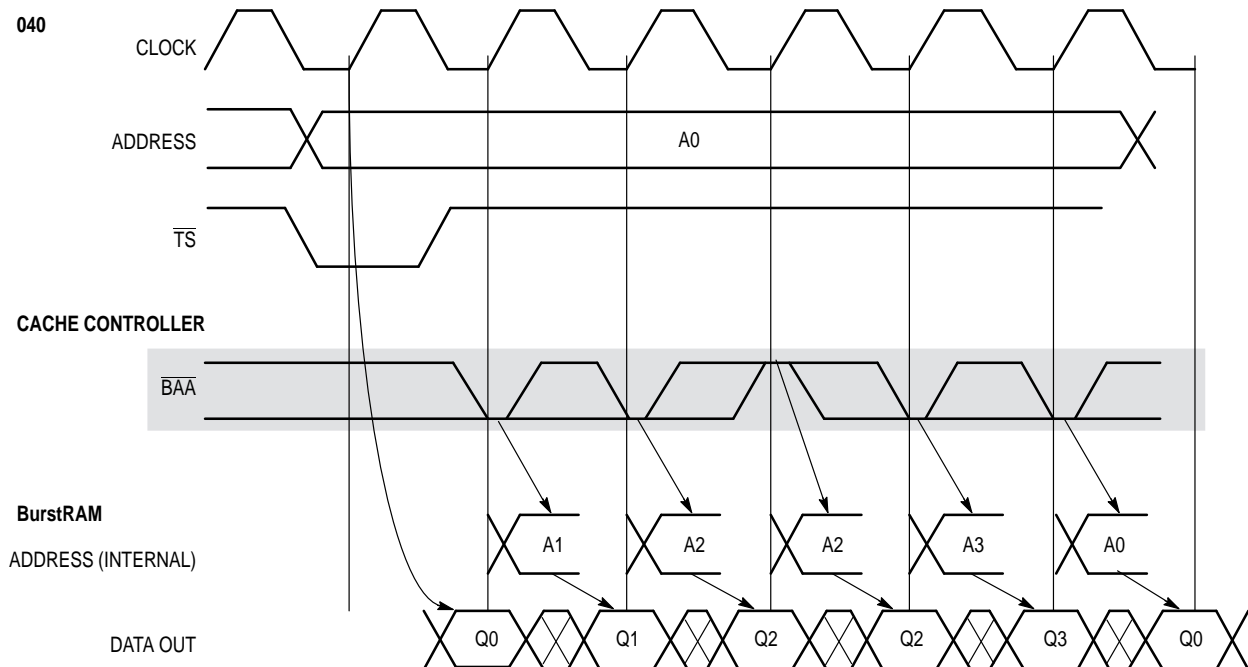 040
CLOCK
ADDRESS
A0
TS
CACHE CONTROLLER
BAA
BurstRAM
ADDRESS (INTERNAL)
A1 A2 A2 A3 A0
DATA OUT
Q0 Q1 Q2 Q2 Q3 Q0